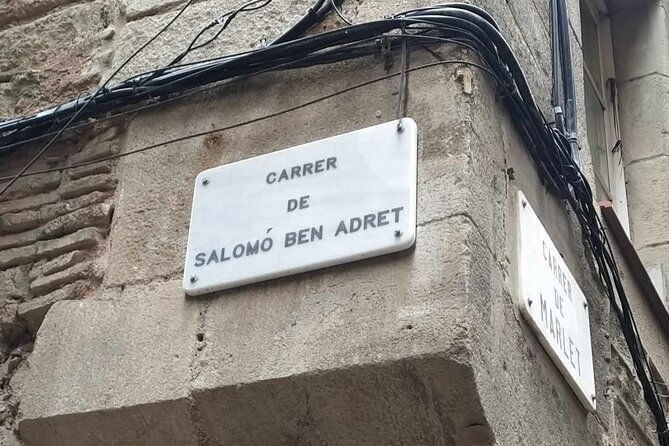 CARRER
DE
SALOMÓ BEN ADRET
CARRER
DE
MARLET